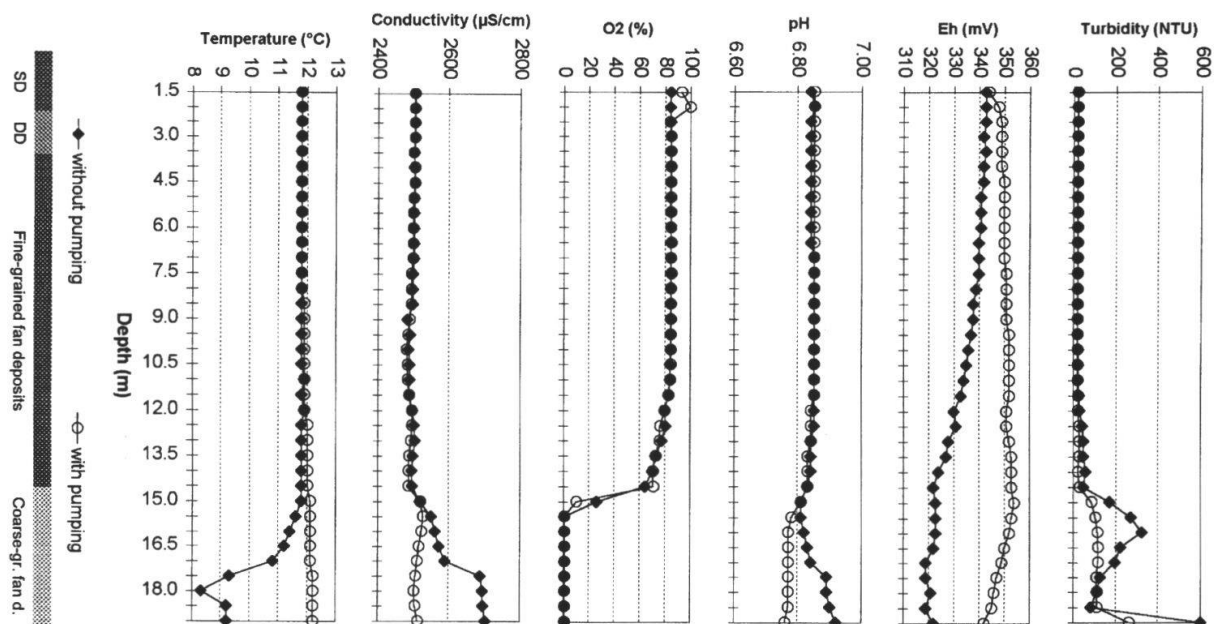 Temperature (°C)
8 9 10 11 12 13
Conductivity (µS/cm)
2400 2600 2800
O2 (%)
0 20 40 60 80 100
pH
6.60 6.80 7.00
Eh (mV)
310 320 330 340 350 360
Turbidity (NTU)
0 200 400 600
1.5
3.0
4.5
6.0
7.5
9.0
10.5
12.0
13.5
15.0
16.5
18.0
Depth (m)
without pumping
with pumping
SD
DD
Fine-grained fan deposits
Coarse-gr. fan d.